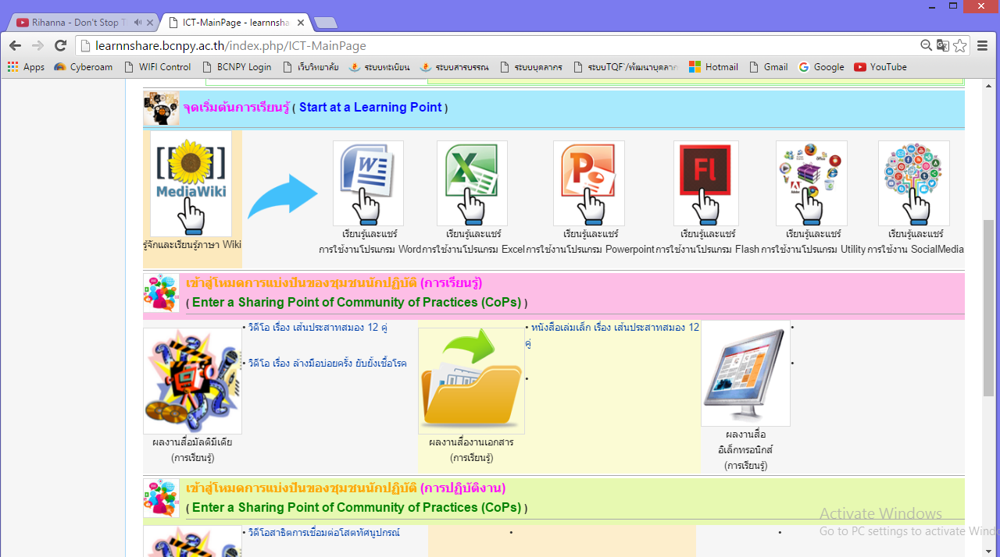 Rihanna - Don't Stop T
ICT-MainPage - learnnsha
learnnshare.bcnpy.ac.th/index.php/ICT-MainPage
Apps Cyberoam WIFI Control BCNPY Login เว็บวิทยาลัย ระบบทะเบียน ระบบสารบรรณ ระบบบุคลากร ระบบTQF'/พัฒนาบุคลาก Hotmail Gmail Google YouTube
จุดเริ่มต้นการเรียนรู้ ( Start at a Learning Point )
[[ ]]
MediaWiki
W
X
P
Fl
รู้จักและเรียนรู้ภาษา Wiki
เรียนรู้และแชร์ เรียนรู้และแชร์ เรียนรู้และแชร์ เรียนรู้และแชร์ เรียนรู้และแชร์ เรียนรู้และแชร์
การใช้งานโปรแกรม Word การใช้งานโปรแกรม Excel การใช้งานโปรแกรม Powerpoint การใช้งานโปรแกรม Flash การใช้งานโปรแกรม Utility การใช้งาน SocialMedia
เข้าสู่โหมดการแบ่งปันของชุมชนนักปฏิบัติ (การเรียนรู้)
( Enter a Sharing Point of Community of Practices (CoPs) )
• วิดีโอ เรื่อง เส้นประสาทสมอง 12 คู่
• วิดีโอ เรื่อง ล้างมือบ่อยครั้ง ยับยั้งเชื้อโรค
ผลงานสื่อมัลติมีเดีย
(การเรียนรู้)
• หนังสือเล่มเล็ก เรื่อง เส้นประสาทสมอง 12
คู่
•
ผลงานสื่องานเอกสาร
(การเรียนรู้)
•
•
ผลงานสื่อ
อิเล็กทรอนิกส์
(การเรียนรู้)
เข้าสู่โหมดการแบ่งปันของชุมชนนักปฏิบัติ (การปฏิบัติงาน)
( Enter a Sharing Point of Community of Practices (CoPs) )
• วิดีโอสาธิตการเชื่อมต่อโสตทัศนูปกรณ์
•
•
Activate Windows
Go to PC settings to activate Windo